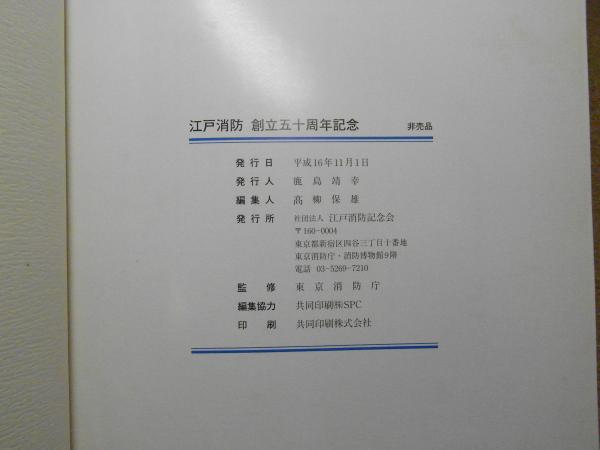 江戸消防 創立五十周年記念 非売品
発行日 平成16年11月1日
発行人 鹿島靖幸
編集人 髙柳保雄
発行所 社団法人 江戸消防記念会
〒160-0004
東京都新宿区四谷三丁目十番地
東京消防庁・消防博物館9階
電話 03-5269-7210
監修 東京消防庁
編集協力 共同印刷㈱SPC
印刷 共同印刷株式会社